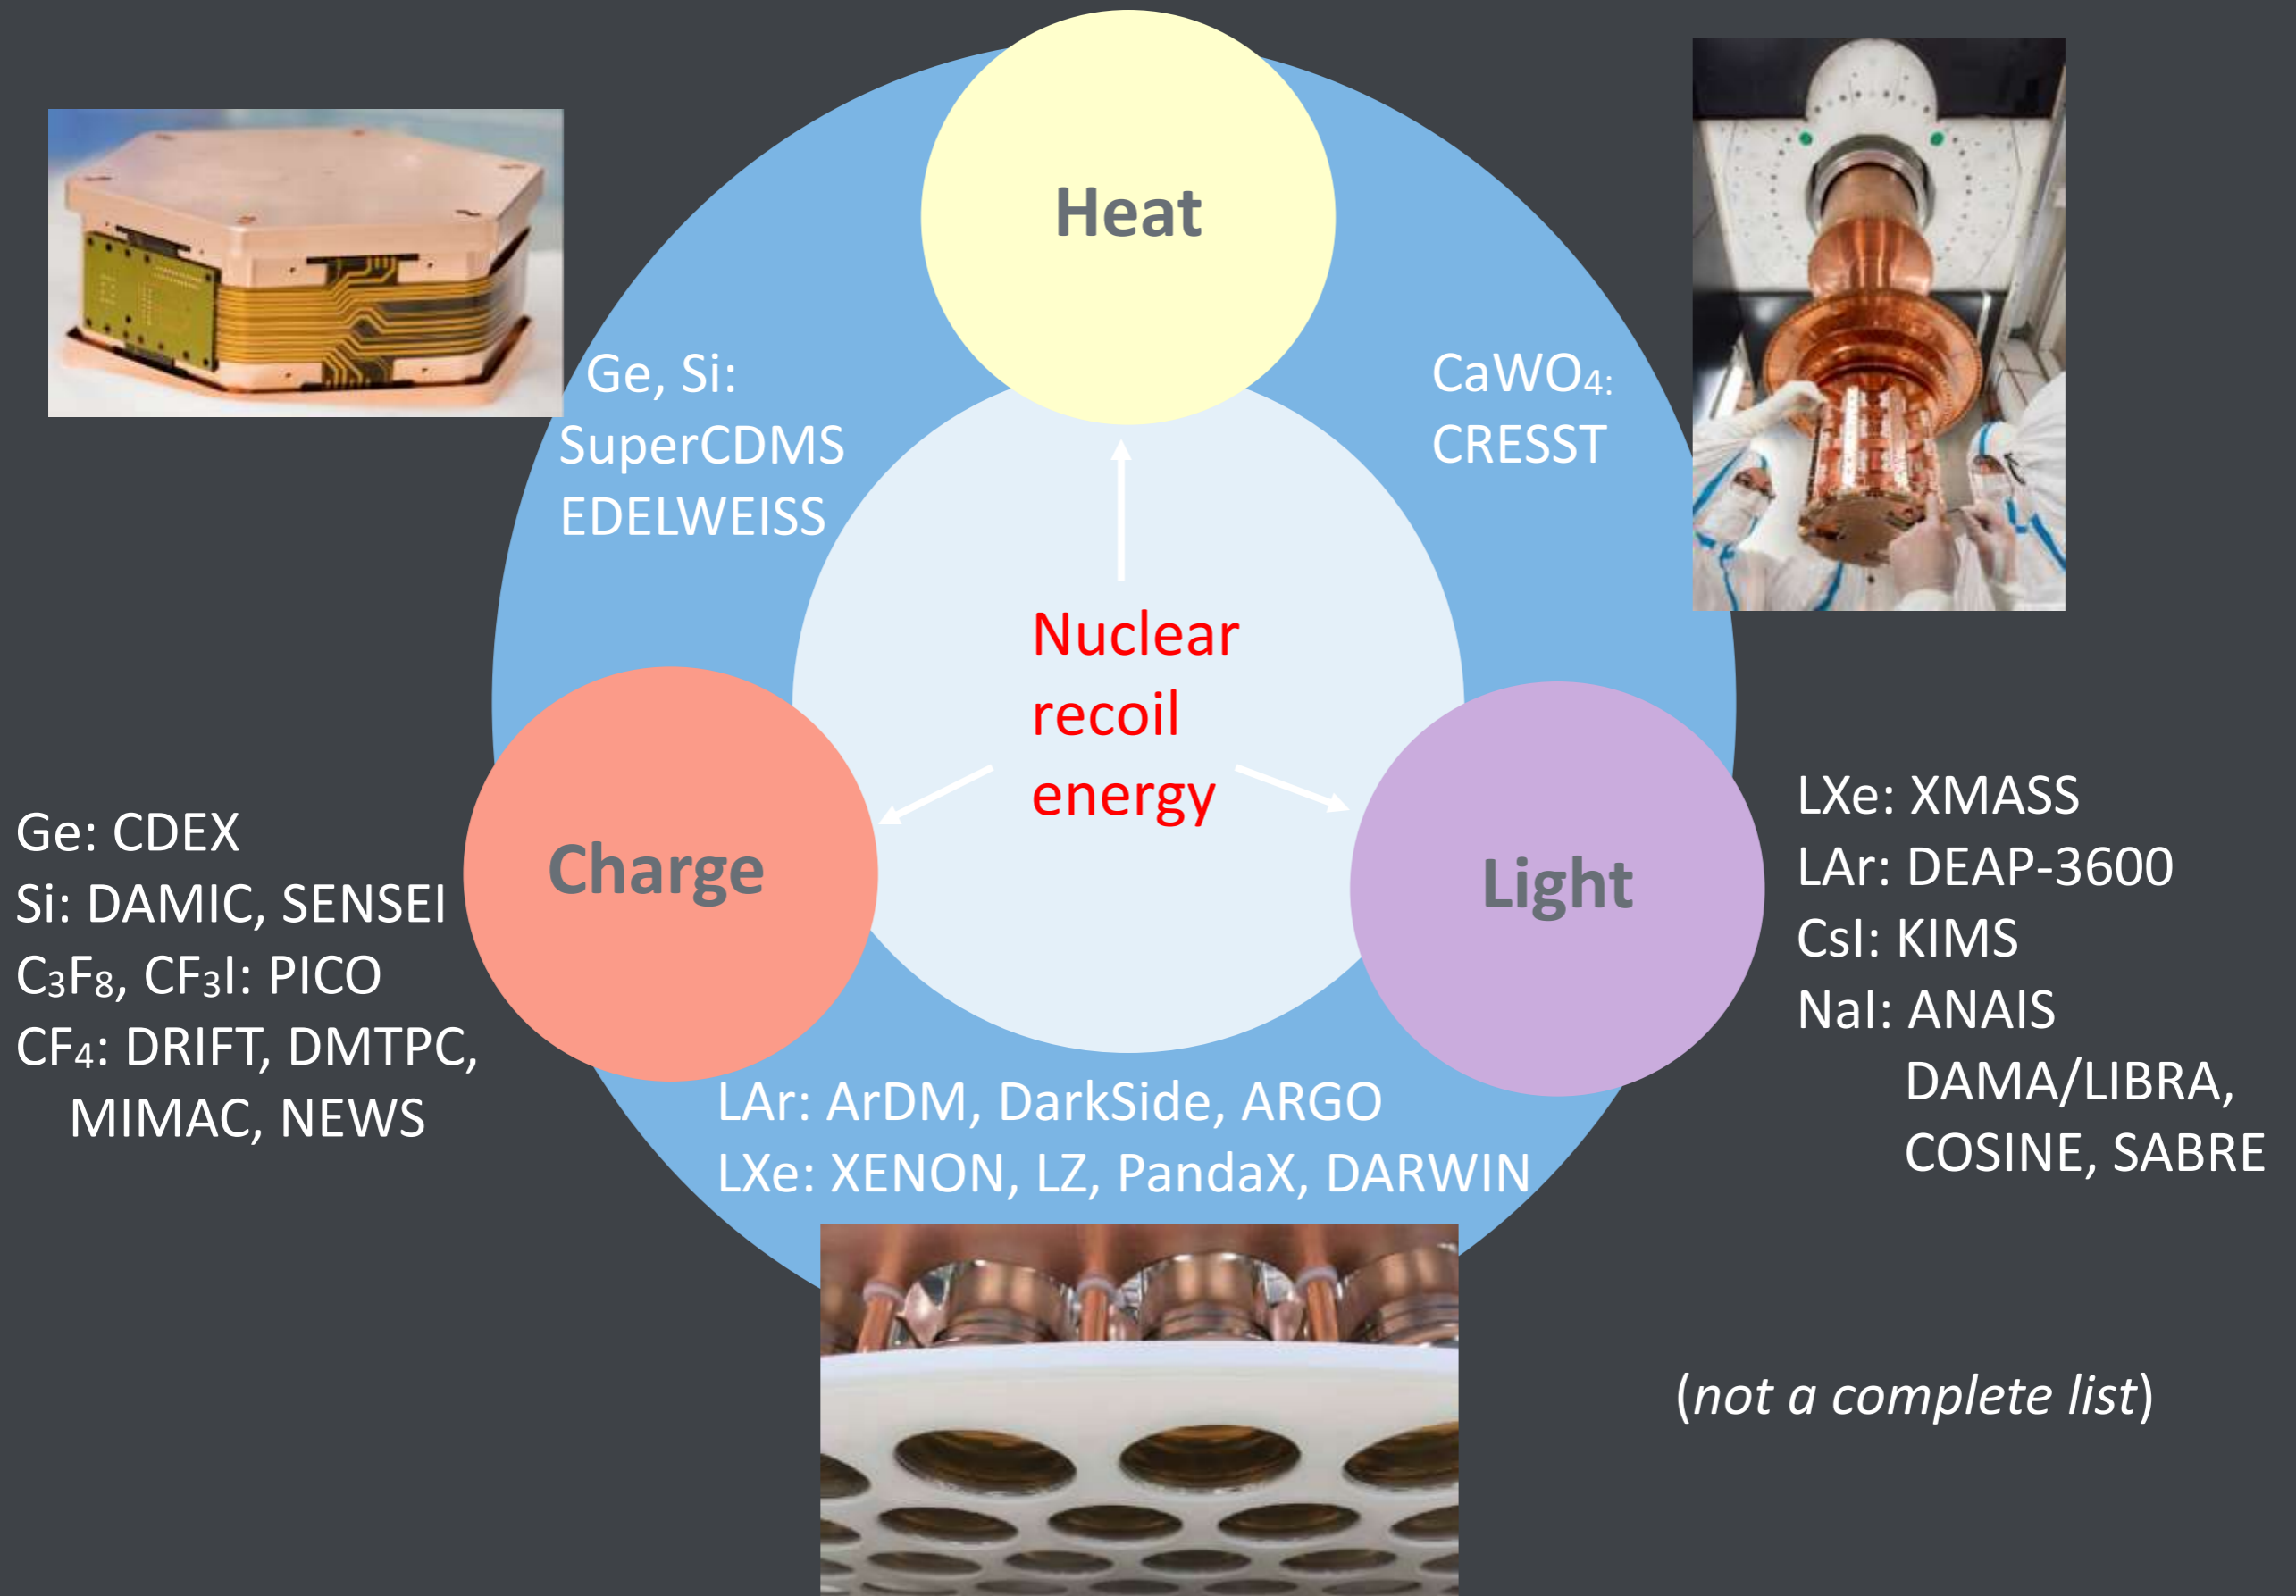 Heat
Ge, Si:
SuperCDMS
EDELWEISS
CaWO₄:
CRESST
Nuclear
recoil
energy
Charge
Light
Ge: CDEX
Si: DAMIC, SENSEI
C₃F₈, CF₃I: PICO
CF₄: DRIFT, DMTPC,
MIMAC, NEWS
LXe: XMASS
LAr: DEAP-3600
CsI: KIMS
NaI: ANAIS
DAMA/LIBRA,
COSINE, SABRE
LAr: ArDM, DarkSide, ARGO
LXe: XENON, LZ, PandaX, DARWIN
(not a complete list)